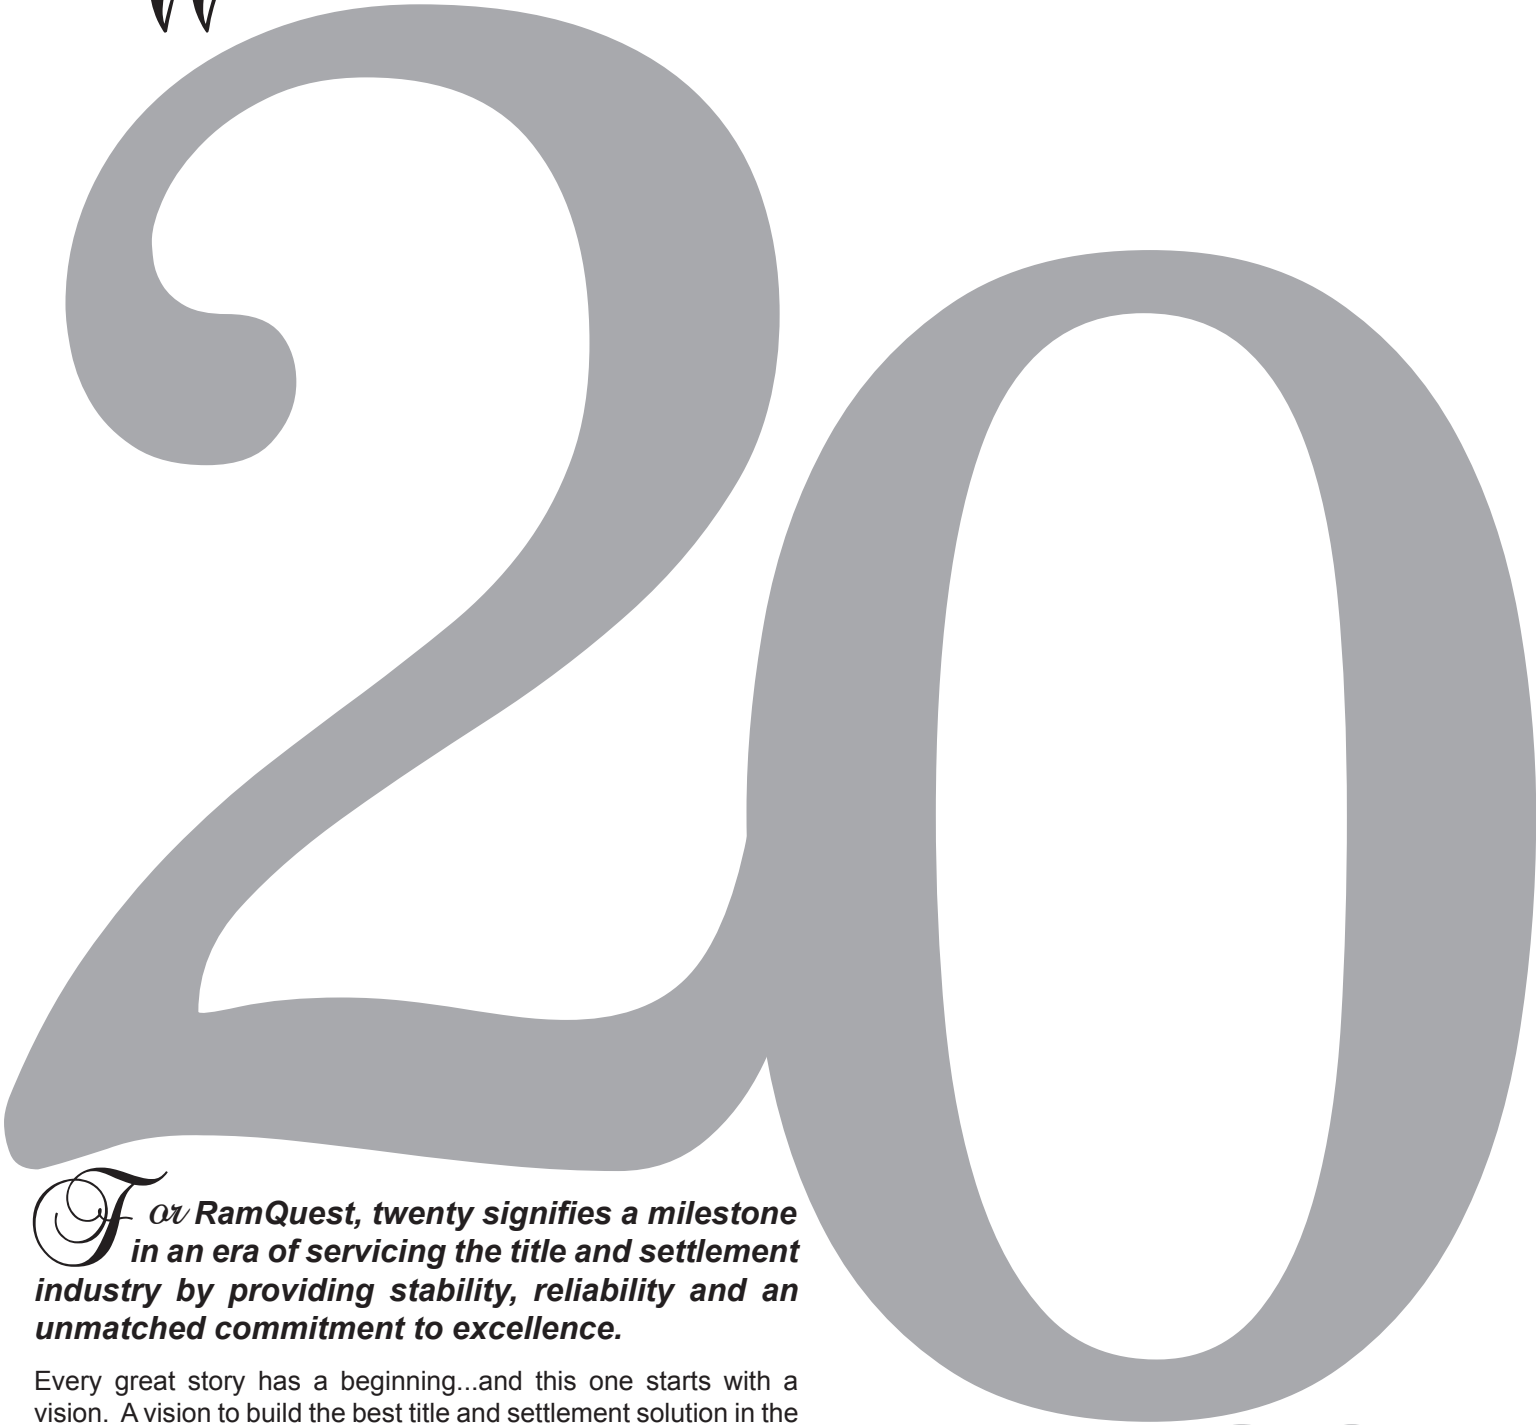 20
For RamQuest, twenty signifies a milestone
in an era of servicing the title and settlement
industry by providing stability, reliability and an
unmatched commitment to excellence.
Every great story has a beginning...and this one starts with a
vision. A vision to build the best title and settlement solution in the